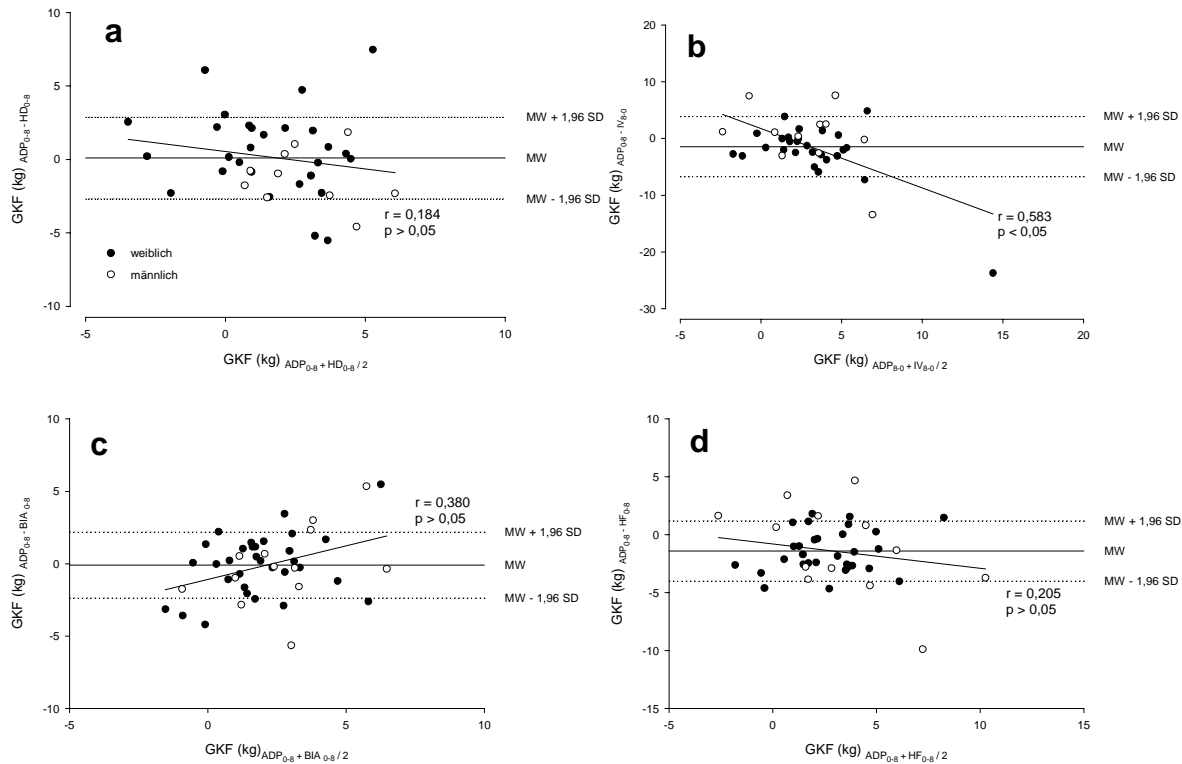 a
10
5
0
-5
-10
GKF (kg) ADP0-8 - HD0-8
MW + 1,96 SD
MW
MW - 1,96 SD
r = 0,184
p > 0,05
weiblich
männlich
-5
0
5
10
GKF (kg) ADP0-8 + HD0-8 / 2
b
20
10
0
-10
-20
-30
GKF (kg) ADP0-8 - IV8-0
MW + 1,96 SD
MW
MW - 1,96 SD
r = 0,583
p < 0,05
-5
0
5
10
15
20
GKF (kg) ADP8-0 + IV8-0 / 2
c
10
5
0
-5
-10
GKF (kg) ADP0-8 - BIA 0-8
r = 0,380
p > 0,05
MW + 1,96 SD
MW
MW - 1,96 SD
-5
0
5
10
GKF (kg) ADP0-8 + BIA 0-8 / 2
d
10
5
0
-5
-10
-15
GKF (kg) ADP0-8 - HF0-8
MW + 1,96 SD
MW
MW - 1,96 SD
r = 0,205
p > 0,05
-5
0
5
10
15
GKF (kg) ADP0-8 + HF0-8 / 2